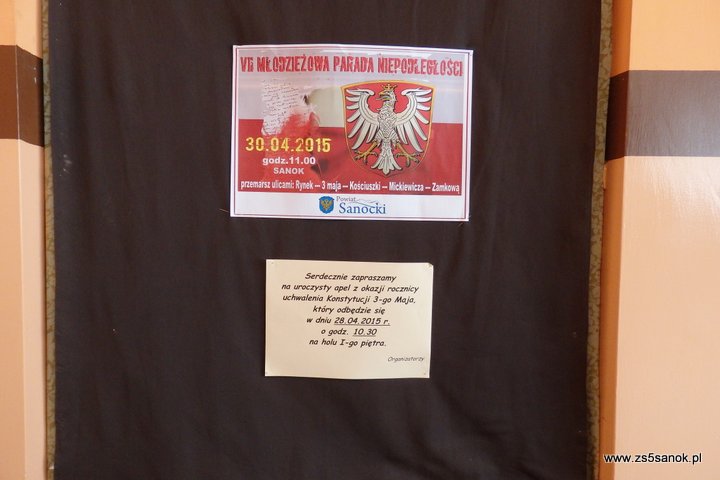 VII MŁODZIEŻOWA PARADA NIEPODLEGŁOŚCI
30.04.2015
godz.11.00
SANOK
przemarsz ulicami: Rynek — 3 maja — Kościuszki — Mickiewicza — Zamkową
Powiat
Sanocki
Serdecznie zapraszamy
na uroczysty apel z okazji rocznicy
uchwalenia Konstytucji 3-go Maja,
który odbędzie się
w dniu 28.04.2015 r.
o godz. 10.30
na holu I-go piętra.
Organizatorzy
www.zs5sanok.pl